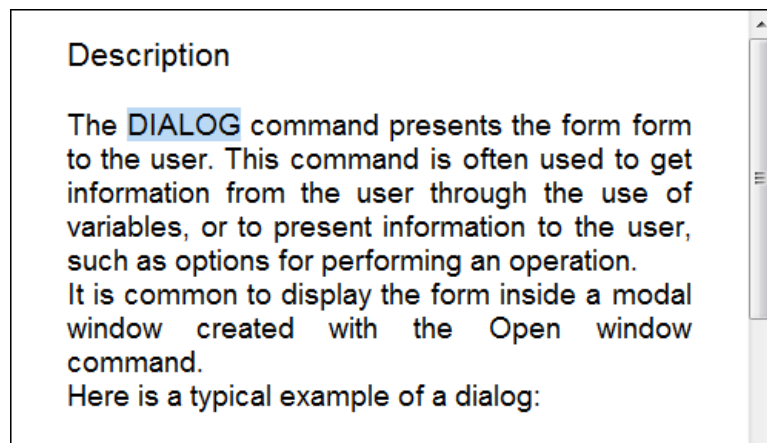 Description
The DIALOG command presents the form form
to the user. This command is often used to get
information from the user through the use of
variables, or to present information to the user,
such as options for performing an operation.
It is common to display the form inside a modal
window created with the Open window
command.
Here is a typical example of a dialog: